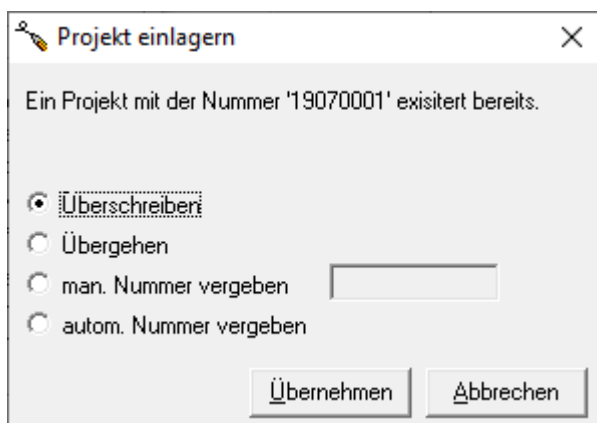 Projekt einlagern
Ein Projekt mit der Nummer '19070001' exisitert bereits.
Überschreiben
Übergehen
man. Nummer vergeben
autom. Nummer vergeben
Übernehmen Abbrechen